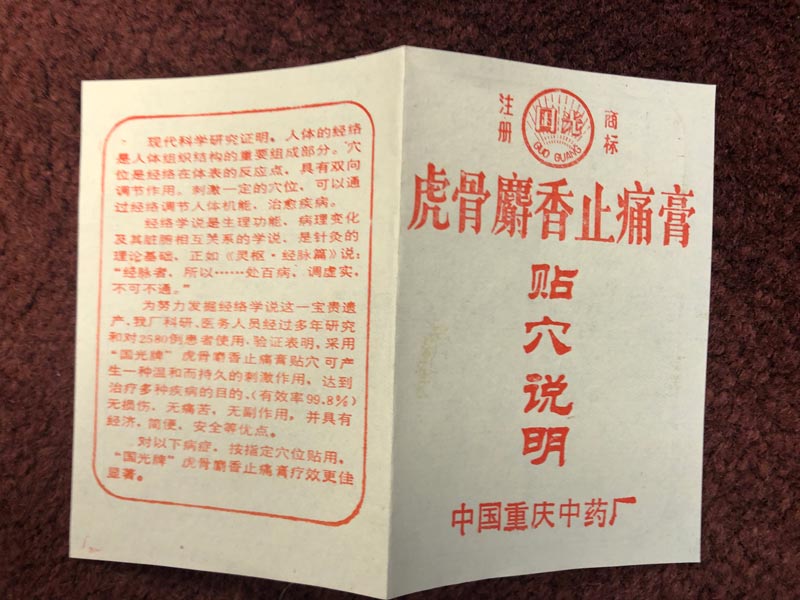 现代科学研究证明，人体的经络
是人体组织结构的重要组成部分。穴
位是经络在体表的反应点，具有双向
调节作用。刺激一定的穴位，可以通
过经络调节人体机能、治愈疾病。
经络学说是生理功能、病理变化
及其脏腑相互关系的学说，是针灸的
理论基础，正如《灵枢·经脉篇》说：
“经脉者，所以……处百病，调虚实，
不可不通。”
为努力发掘经络学说这一宝贵遗
产，我厂科研、医务人员经过多年研究
和对2580例患者使用、验证表明，采用
“国光牌”虎骨麝香止痛膏贴穴可产
生一种温和而持久的刺激作用，达到
治疗多种疾病的目的、(有效率99.8%)
无损伤，无痛苦，无副作用，并具有
经济，简便，安全等优点。
对以下病症，按指定穴位贴用，
“国光牌”虎骨麝香止痛膏疗效更佳
显著。
注册
商标
国光
GUO GUANG
虎骨麝香止痛膏
贴穴说明
中国重庆中药厂